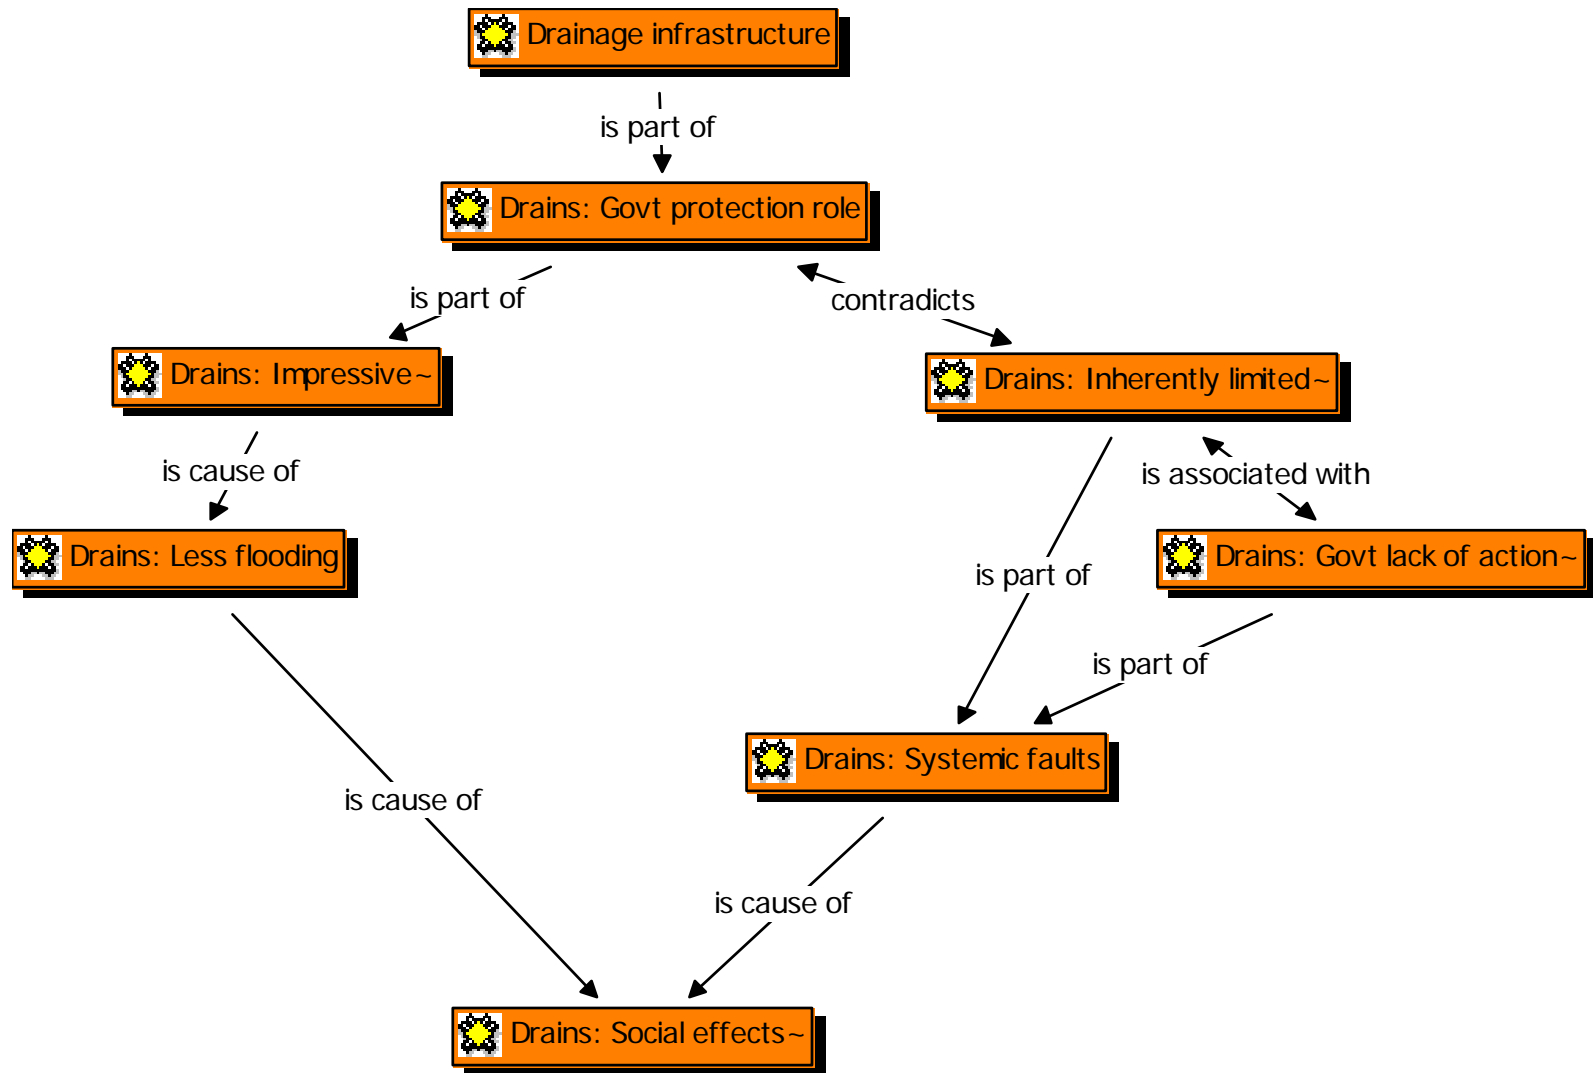 Drainage infrastructure
is part of
Drains: Govt protection role
is part of
contradicts
Drains: Impressive~
Drains: Inherently limited~
is cause of
is associated with
Drains: Less flooding
Drains: Govt lack of action~
is part of
is part of
Drains: Systemic faults
is cause of
is cause of
Drains: Social effects~